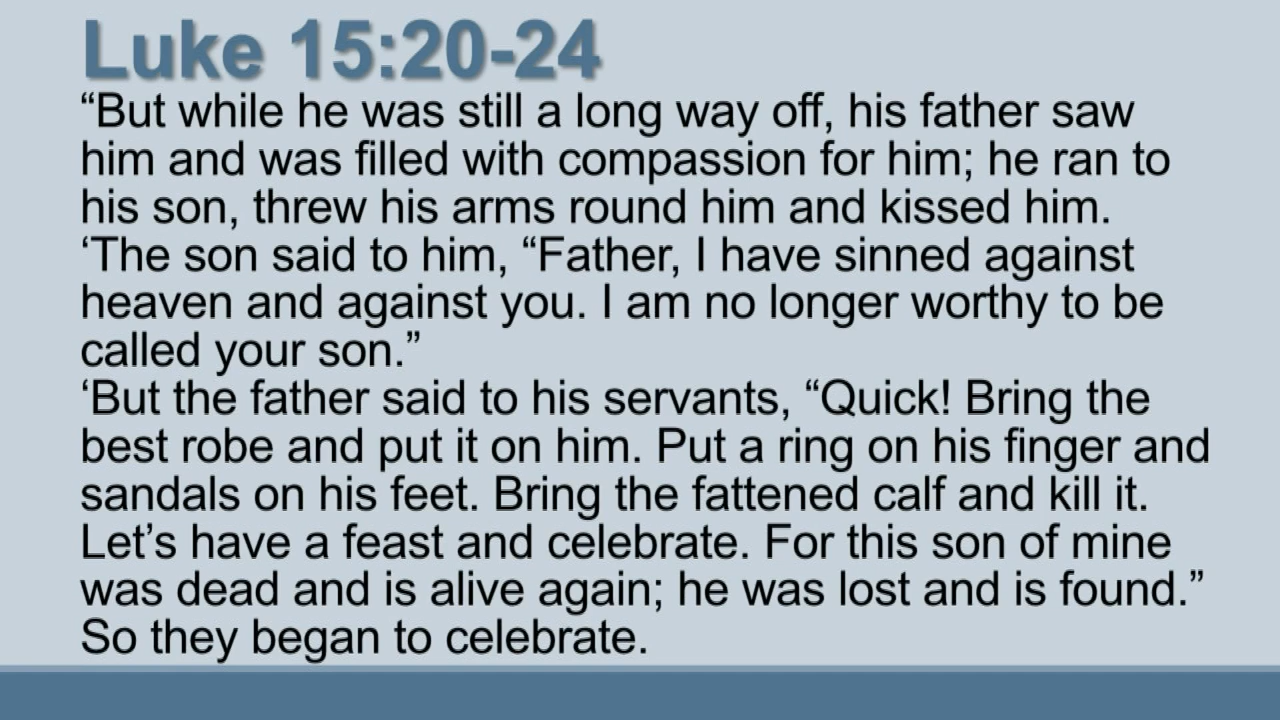 Luke 15:20-24
“But while he was still a long way off, his father saw
him and was filled with compassion for him; he ran to
his son, threw his arms round him and kissed him.
‘The son said to him, “Father, I have sinned against
heaven and against you. I am no longer worthy to be
called your son.”
‘But the father said to his servants, “Quick! Bring the
best robe and put it on him. Put a ring on his finger and
sandals on his feet. Bring the fattened calf and kill it.
Let’s have a feast and celebrate. For this son of mine
was dead and is alive again; he was lost and is found.”
So they began to celebrate.